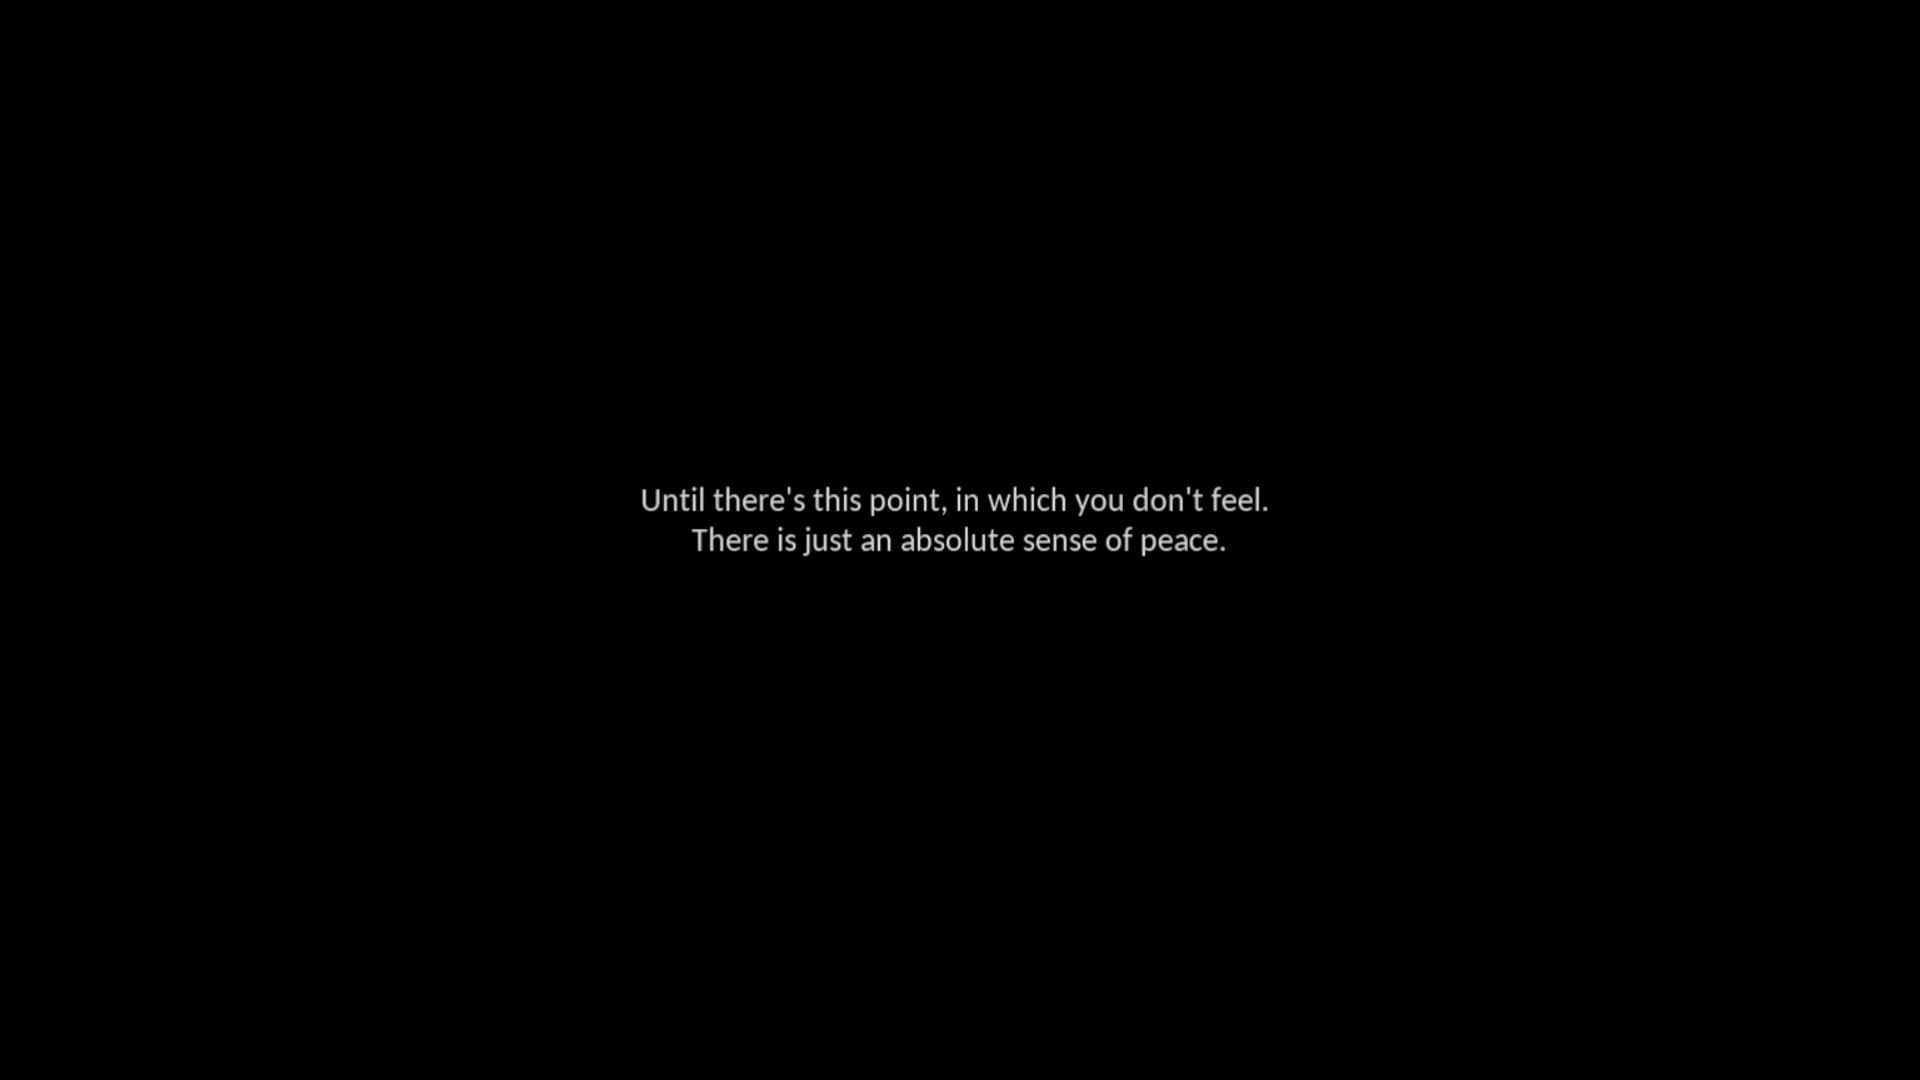 Until there's this point, in which you don't feel.
There is just an absolute sense of peace.